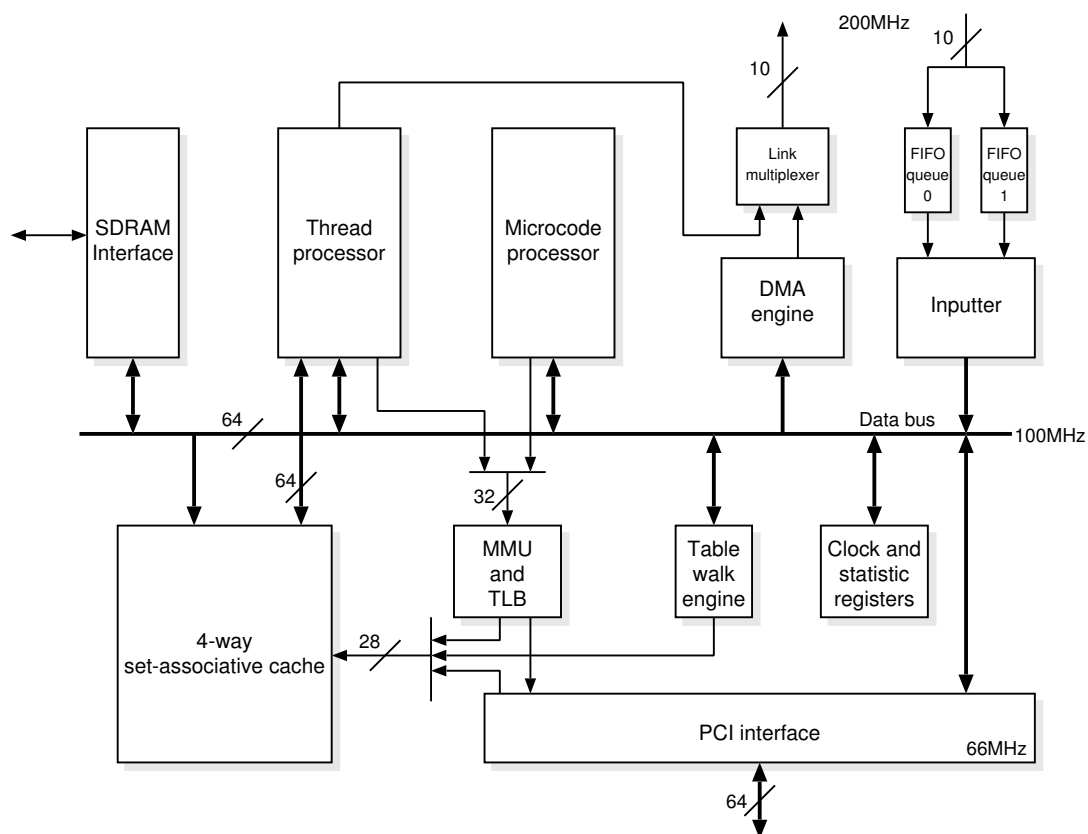 200MHz
10
10
SDRAM
Interface
Thread
processor
Microcode
processor
Link
multiplexer
FIFO
queue
0
FIFO
queue
1
DMA
engine
Inputter
64
Data bus
100MHz
64
32
MMU
and
TLB
Table
walk
engine
Clock and
statistic
registers
4-way
set-associative cache
28
PCI interface
66MHz
64